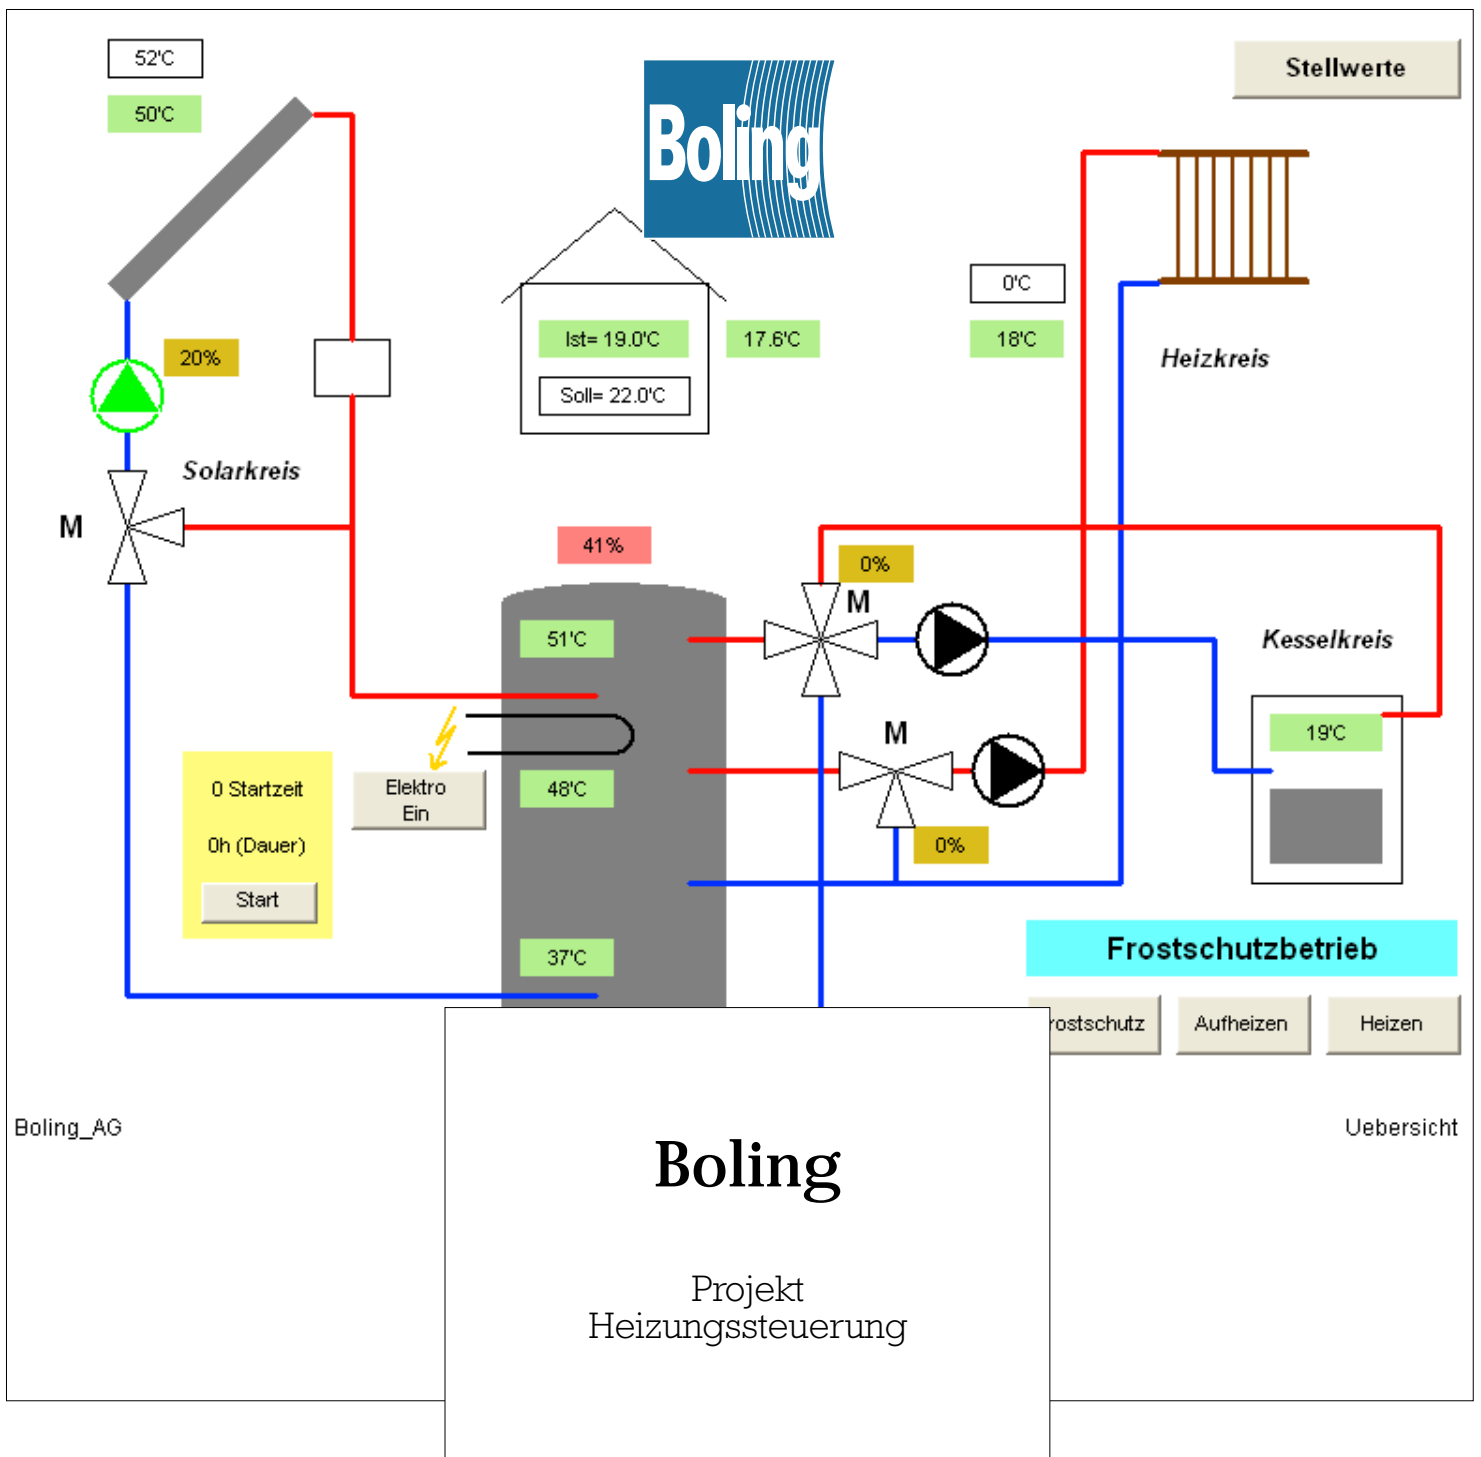 52'C
50'C
Boling
Stellwerte
0'C
18'C
Ist= 19.0'C
17.6'C
Soll= 22.0'C
20%
Heizkreis
Solarkreis
M
41%
0%
M
51'C
Kesselkreis
19'C
M
48'C
Elektro
Ein
0 Startzeit
0h (Dauer)
Start
0%
37'C
Frostschutzbetrieb
rostschutz
Aufheizen
Heizen
Boling_AG
Uebersicht
Boling
Projekt
Heizungssteuerung